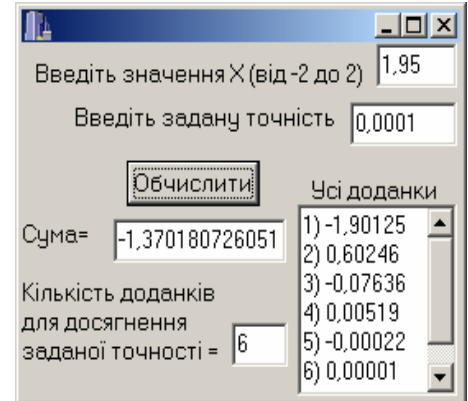 Введіть значення X (від -2 до 2) 1,95
Введіть задану точність 0,0001
Обчислити
Сума= -1,370180726051
Кількість доданків
для досягнення
заданої точності = 6
Усі доданки
1) -1,90125
2) 0,60246
3) -0,07636
4) 0,00519
5) -0,00022
6) 0,00001